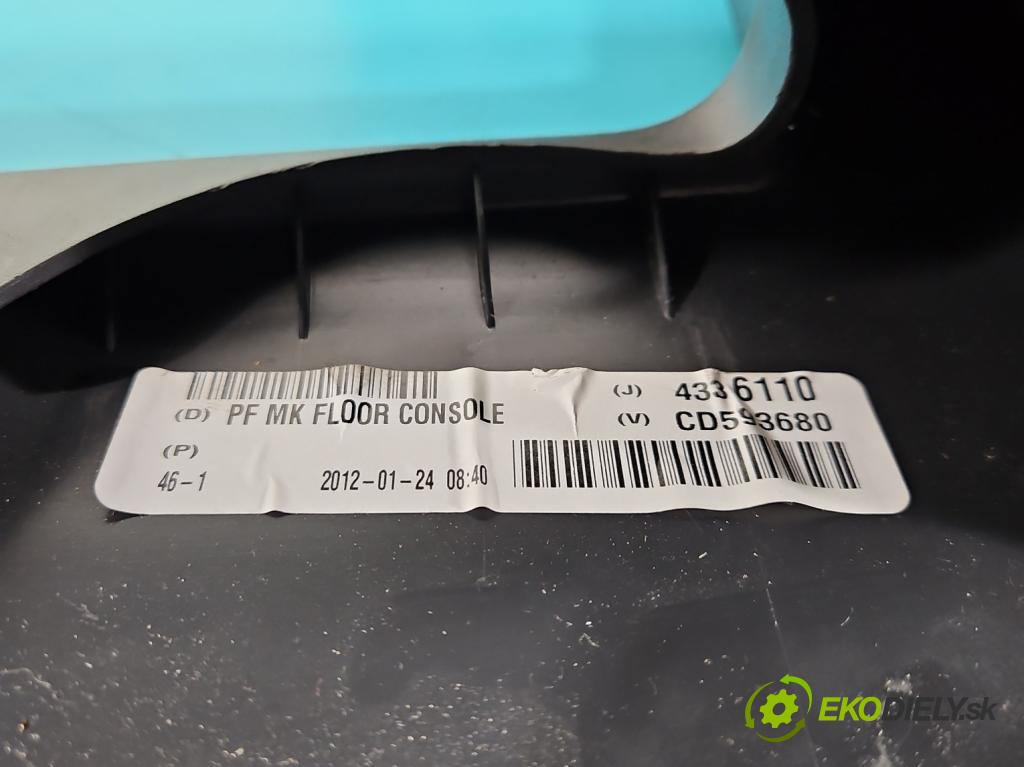 (J) 4336110
(D) PF MK FLOOR CONSOLE
(V) CD593680
(P)
46-1 2012-01-24 08:40
EKODIELY.sk